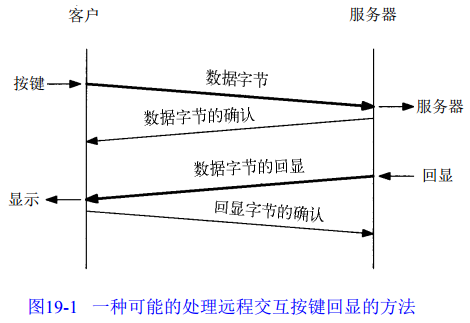 客户
服务器
按键
数据字节
服务器
数据字节的确认
数据字节的回显
回显
显示
回显字节的确认
图19-1 一种可能的处理远程交互按键回显的方法